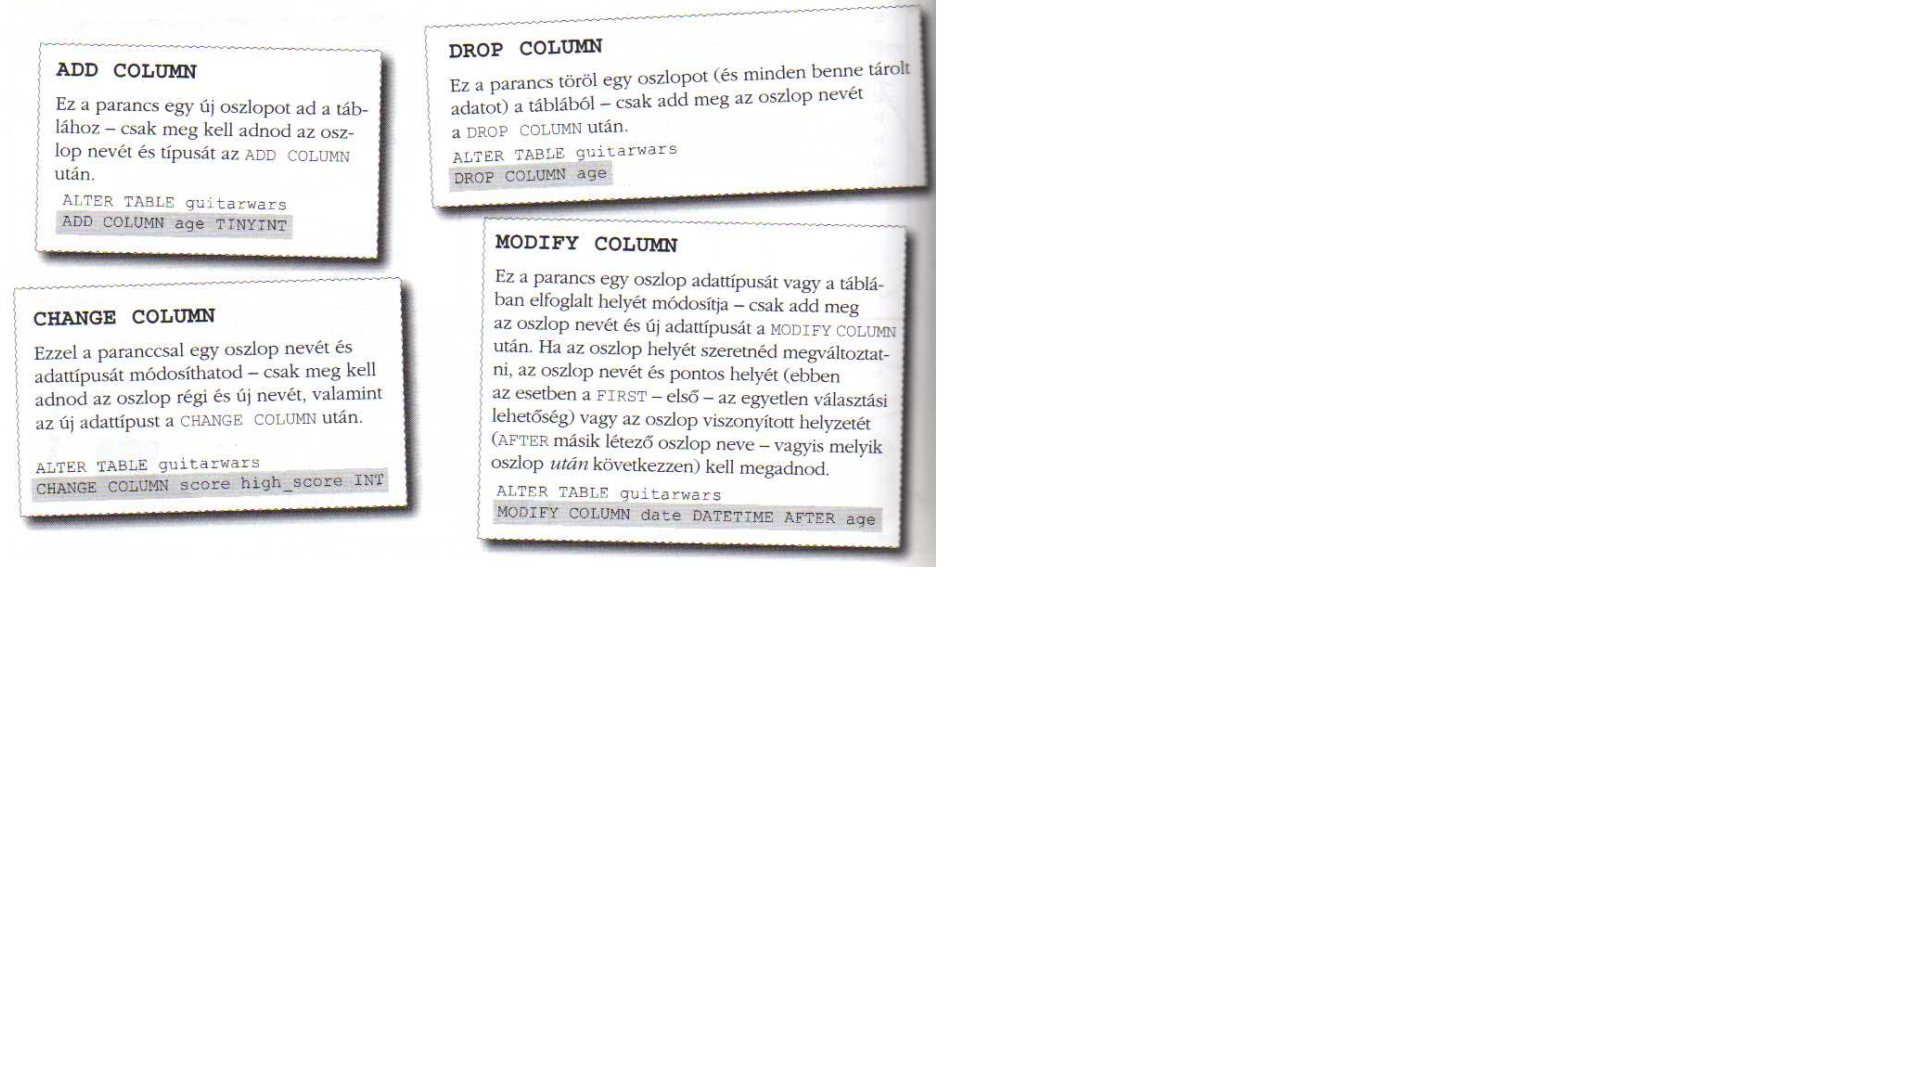 ADD COLUMN
Ez a parancs egy új oszlopot ad a táb-
lához – csak meg kell adnod az osz-
lop nevét és típusát az ADD COLUMN
után.
ALTER TABLE guitarwars
ADD COLUMN age TINYINT
DROP COLUMN
Ez a parancs töröl egy oszlopot (és minden benne tárolt
adatot) a táblából – csak add meg az oszlop nevét
a DROP COLUMN után.
ALTER TABLE guitarwars
DROP COLUMN age
CHANGE COLUMN
Ezzel a paranccsal egy oszlop nevét és
adattípusát módosíthatod – csak meg kell
adnod az oszlop régi és új nevét, valamint
az új adattípust a CHANGE COLUMN után.
ALTER TABLE guitarwars
CHANGE COLUMN score high_score INT
MODIFY COLUMN
Ez a parancs egy oszlop adattípusát vagy a táblá-
ban elfoglalt helyét módosítja – csak add meg
az oszlop nevét és új adattípusát a MODIFY COLUMN
után. Ha az oszlop helyét szeretnéd megváltoztat-
ni, az oszlop nevét és pontos helyét (ebben
az esetben a FIRST – első – az egyetlen választási
lehetőség) vagy az oszlop viszonyított helyzetét
(AFTER másik létező oszlop neve – vagyis melyik
oszlop után következzen) kell megadnod.
ALTER TABLE guitarwars
MODIFY COLUMN date DATETIME AFTER age